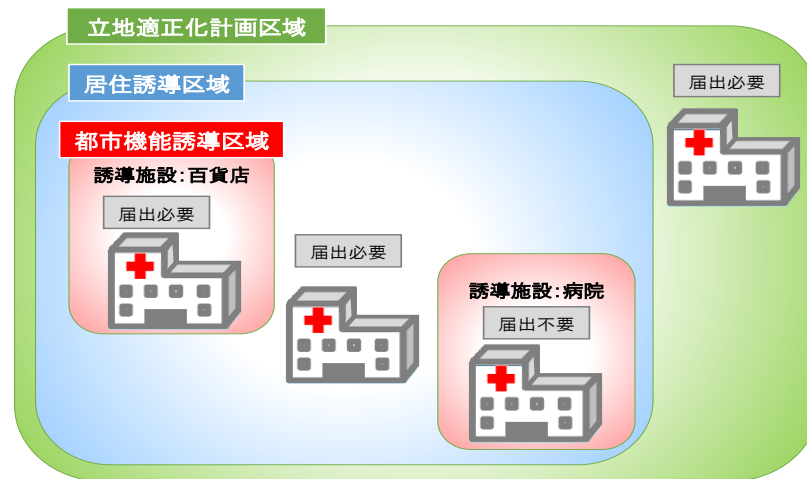 立地適正化計画区域
居住誘導区域
届出必要
都市機能誘導区域
誘導施設:百貨店
届出必要
届出必要
誘導施設:病院
届出不要